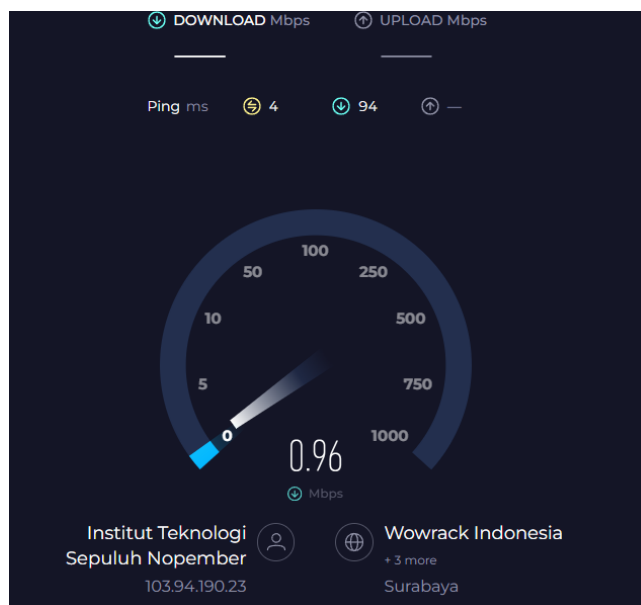 DOWNLOAD Mbps UPLOAD Mbps
Ping ms 4 94 —
100
50 250
10 500
5 750
0 1000
0.96
Mbps
Institut Teknologi Wowrack Indonesia
Sepuluh Nopember + 3 more
103.94.190.23 Surabaya